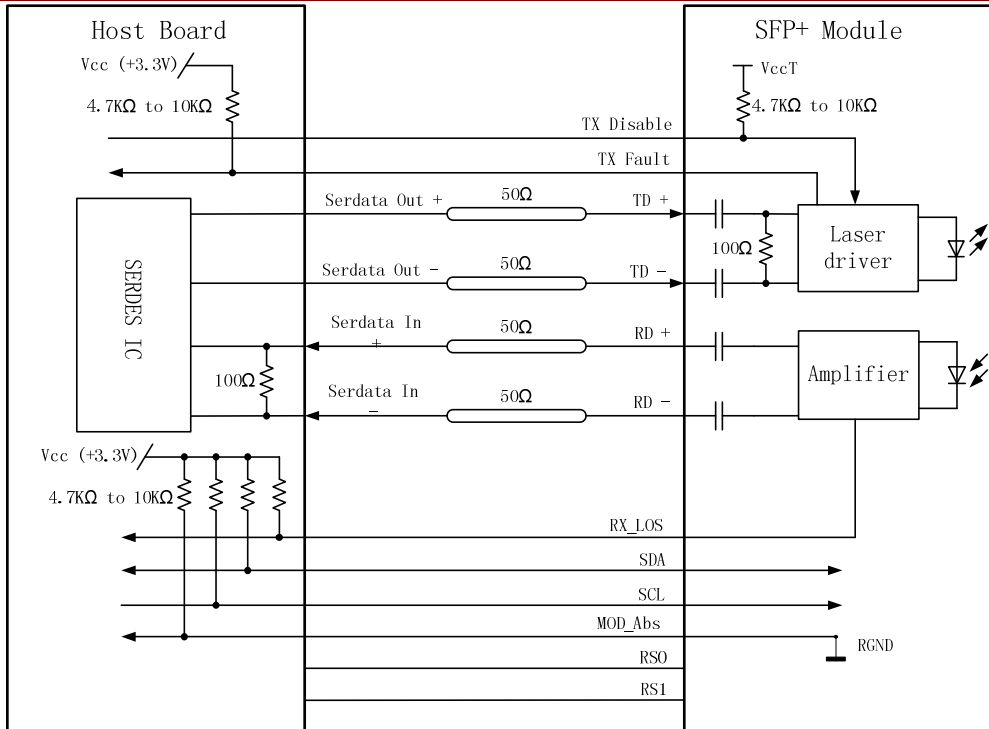 Host Board
SFP+ Module
Vcc (+3.3V)
VccT
4.7KΩ to 10KΩ
4.7KΩ to 10KΩ
TX Disable
TX Fault
Serdata Out +
50Ω
TD +
Laser
driver
100Ω
Serdata Out -
50Ω
TD -
SERDES IC
Serdata In
+
50Ω
RD +
100Ω
Serdata In
-
50Ω
RD -
Amplifier
Vcc (+3.3V)
4.7KΩ to 10KΩ
RX_LOS
SDA
SCL
MOD_Abs
RGND
RS0
RS1